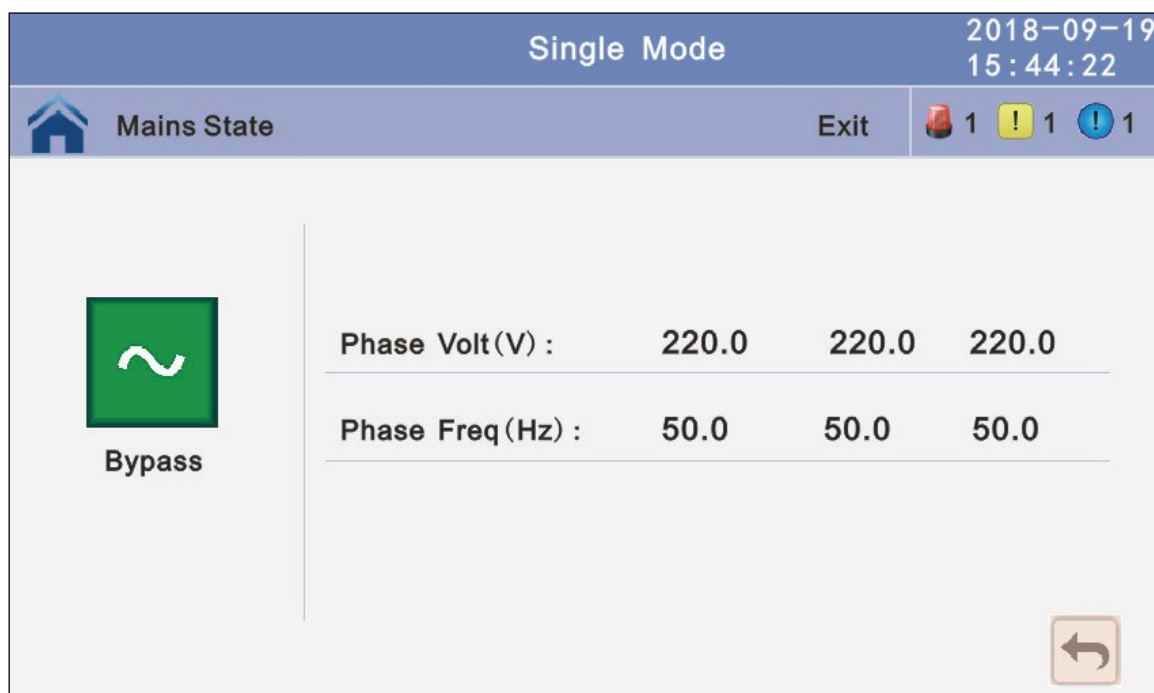 Single Mode
2018-09-19
15:44:22
Mains State
Exit
1
! 1
! 1
Phase Volt(V): 220.0 220.0 220.0
Phase Freq(Hz): 50.0 50.0 50.0
Bypass